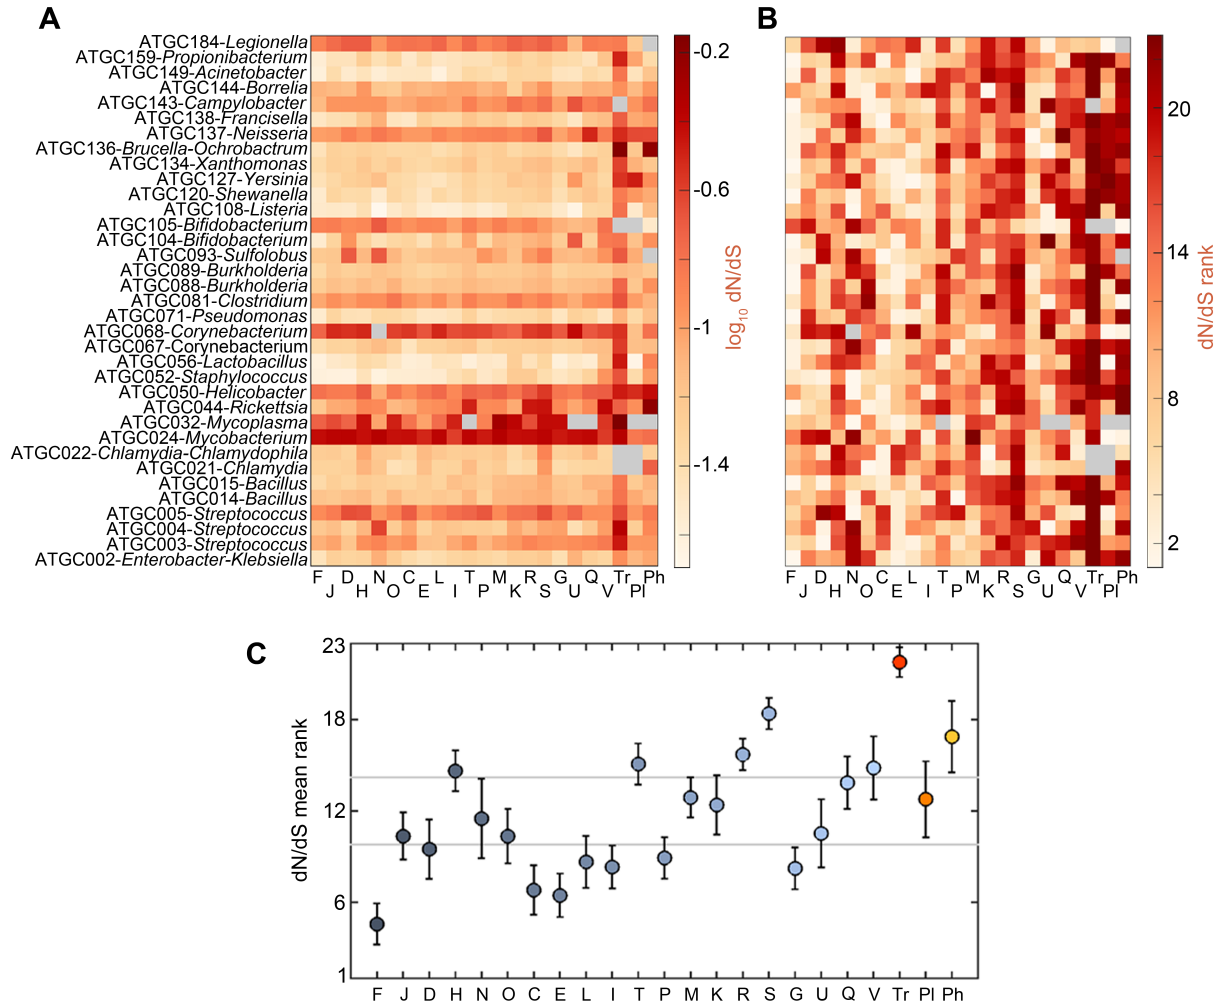 A
B
ATGC184-Legionella
ATGC159-Propionibacterium
ATGC149-Acinetobacter
ATGC144-Borrelia
ATGC143-Campylobacter
ATGC138-Francisella
ATGC137-Neisseria
ATGC136-Brucella-Ochrobactrum
ATGC134-Xanthomonas
ATGC127-Yersinia
ATGC120-Shewanella
ATGC108-Listeria
ATGC105-Bifidobacterium
ATGC104-Bifidobacterium
ATGC093-Sulfolobus
ATGC089-Burkholderia
ATGC088-Burkholderia
ATGC081-Clostridium
ATGC071-Pseudomonas
ATGC068-Corynebacterium
ATGC067-Corynebacterium
ATGC056-Lactobacillus
ATGC052-Staphylococcus
ATGC050-Helicobacter
ATGC044-Rickettsia
ATGC032-Mycoplasma
ATGC024-Mycobacterium
ATGC022-Chlamydia-Chlamydophila
ATGC021-Chlamydia
ATGC015-Bacillus
ATGC014-Bacillus
ATGC005-Streptococcus
ATGC004-Streptococcus
ATGC003-Streptococcus
ATGC002-Enterobacter-Klebsiella
F D N C L T M R G Q Tr Ph
J H O E I P K S U V Pl
-0.2
-0.6
-1
-1.4
log10 dN/dS
F D N C L T M R G Q Tr Ph
J H O E I P K S U V Pl
20
14
8
2
dN/dS rank
C
23
18
12
6
1
dN/dS mean rank
F J D H N O C E L I T P M K R S G U Q V Tr Pl Ph